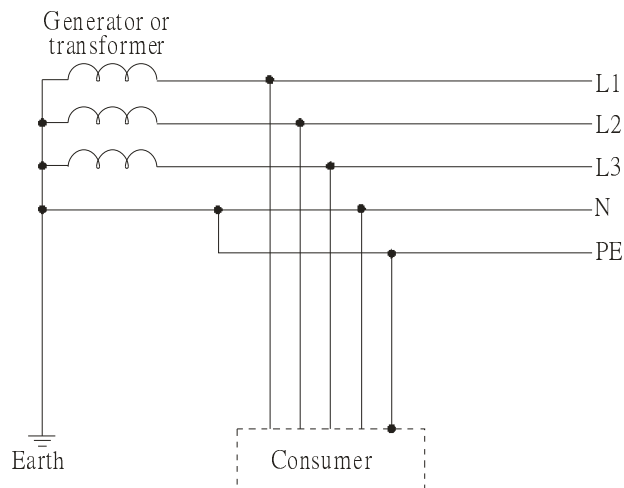 Generator or
transformer
L1
L2
L3
N
PE
Earth
Consumer